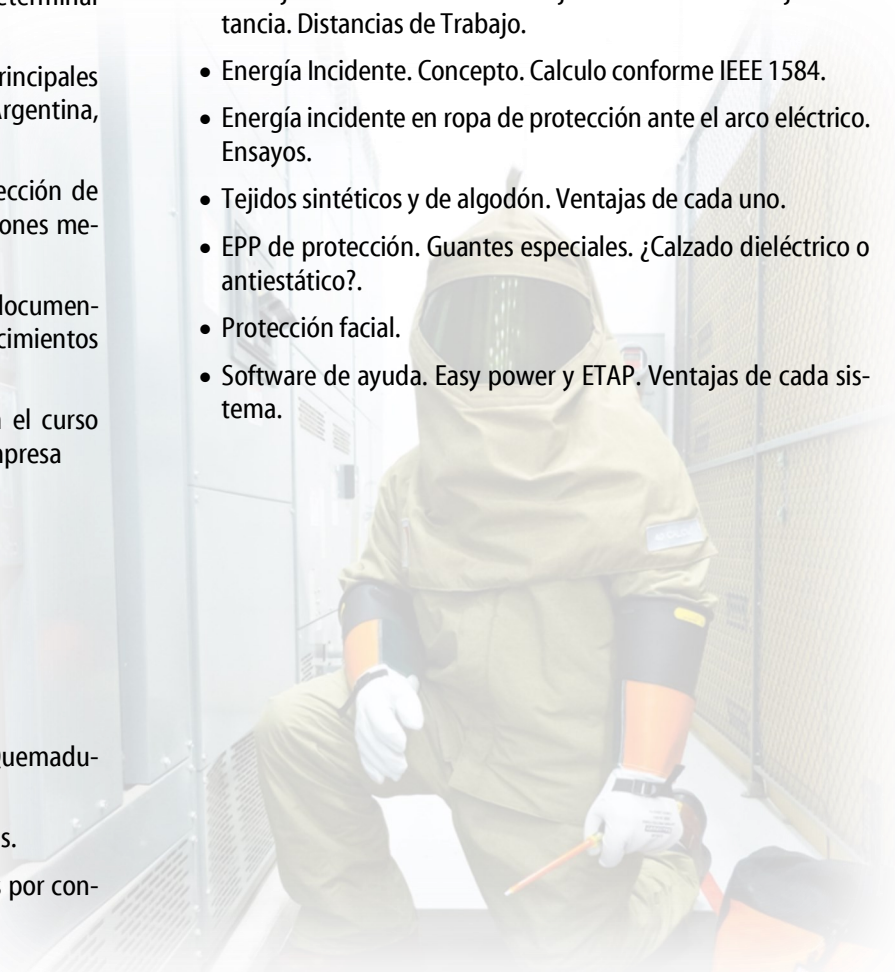 rincipales
rgentina,
ección de
ones me-
documen-
cimientos
el curso
presa
uemadu-
s.
por con-
tancia. Distancias de Trabajo.
• Energía Incidente. Concepto. Calculo conforme IEEE 1584.
• Energía incidente en ropa de protección ante el arco eléctrico.
Ensayos.
• Tejidos sintéticos y de algodón. Ventajas de cada uno.
• EPP de protección. Guantes especiales. ¿Calzado dieléctrico o
antiestático?.
• Protección facial.
• Software de ayuda. Easy power y ETAP. Ventajas de cada sis-
tema.